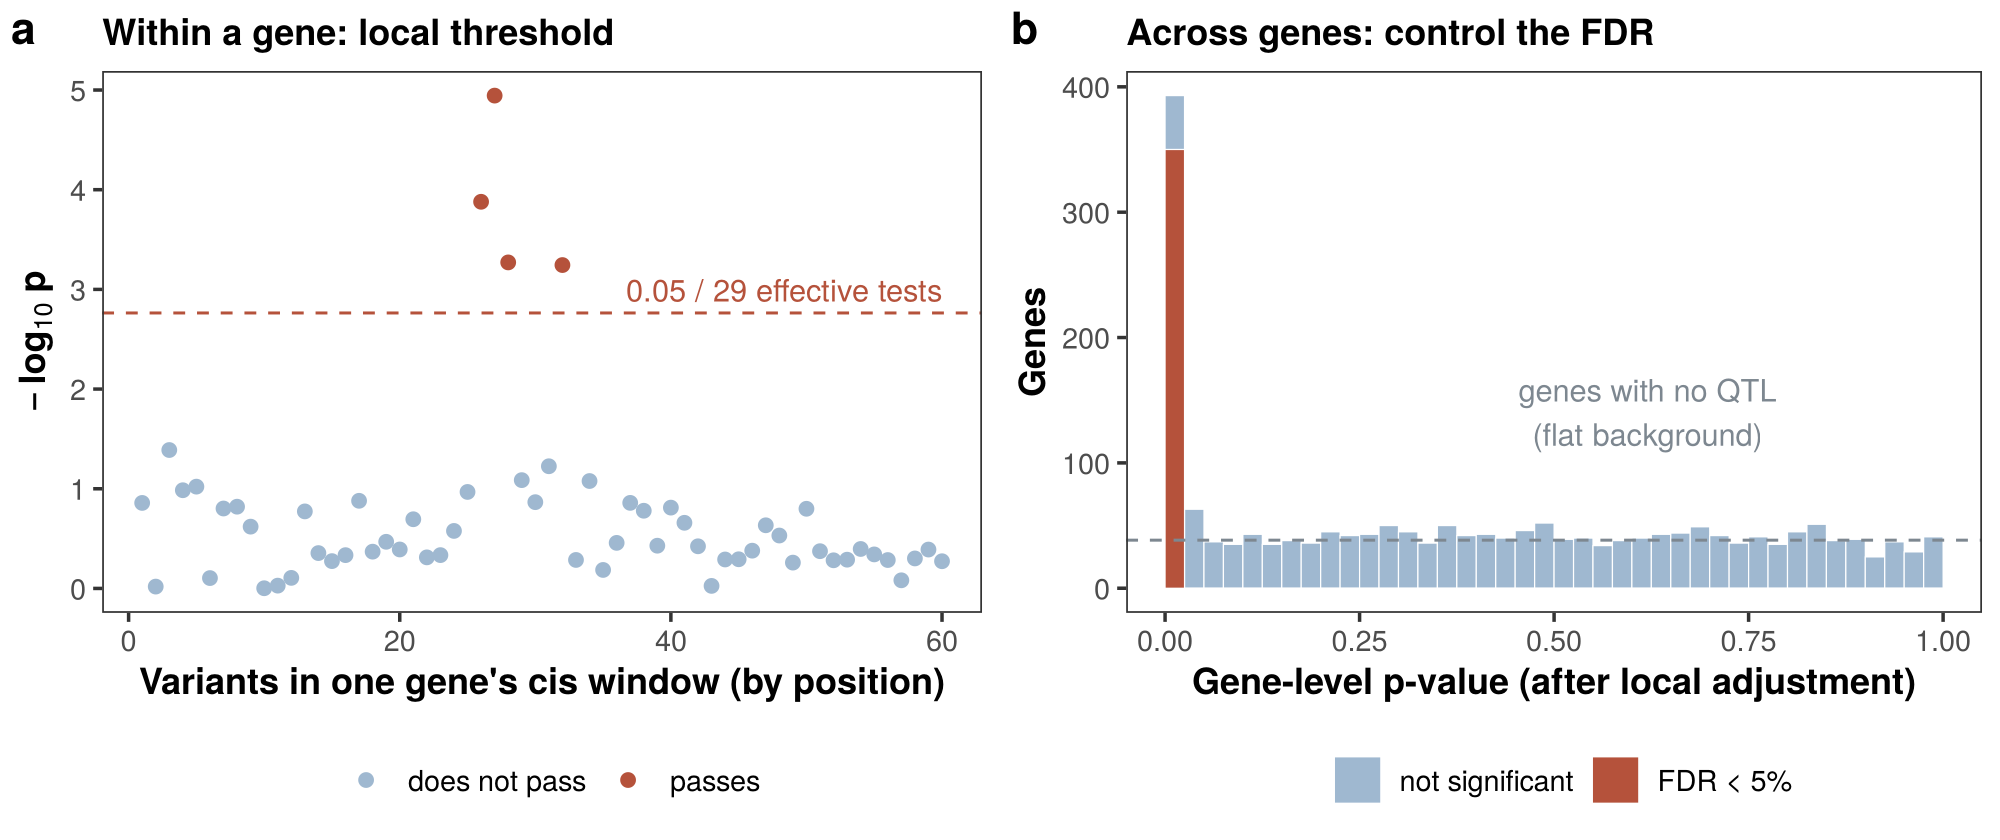 a
Within a gene: local threshold
5
4
3
2
1
0
− log10 p
0.05 / 29 effective tests
0
20
40
60
Variants in one gene's cis window (by position)
does not pass
passes
b
Across genes: control the FDR
400
300
200
100
0
Genes
genes with no QTL
(flat background)
0.00
0.25
0.50
0.75
1.00
Gene-level p-value (after local adjustment)
not significant
FDR < 5%